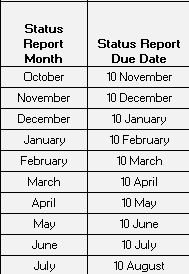 Status
Report
Month
Status Report
Due Date
October 10 November
November 10 December
December 10 January
January 10 February
February 10 March
March 10 April
April 10 May
May 10 June
June 10 July
July 10 August